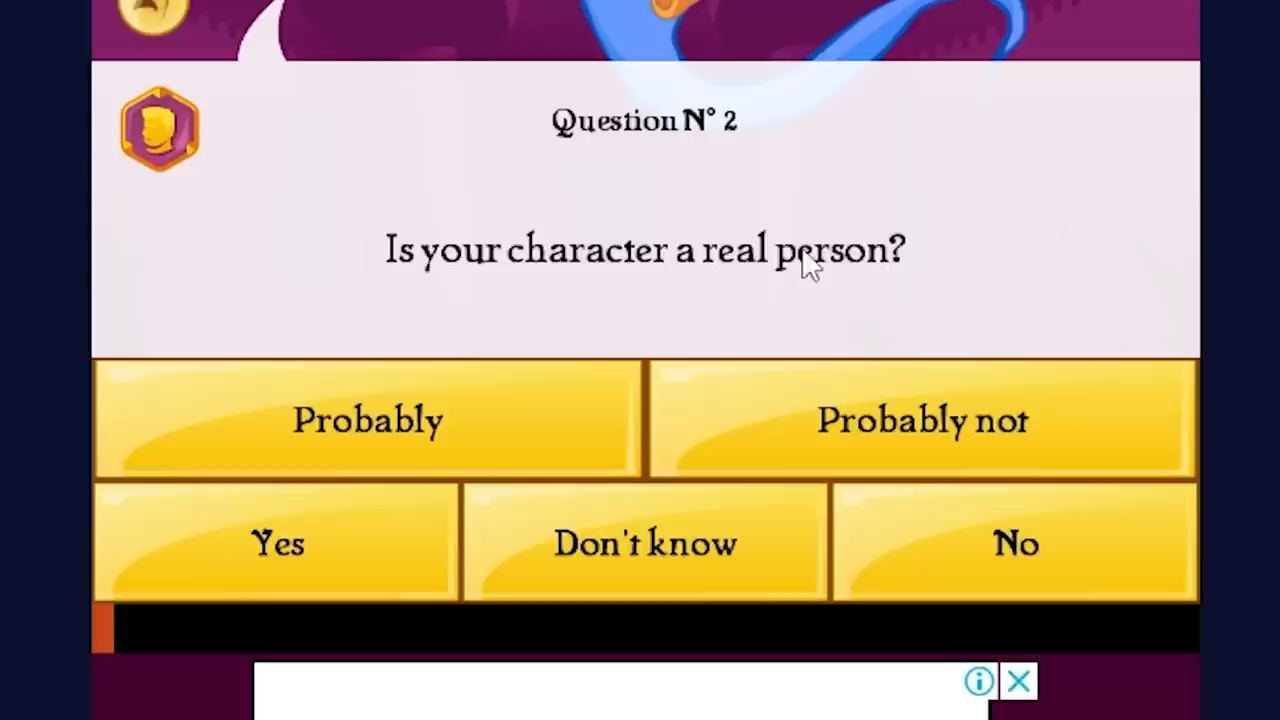 Question N° 2
Is your character a real person?
Probably
Probably not
Yes
Don't know
No